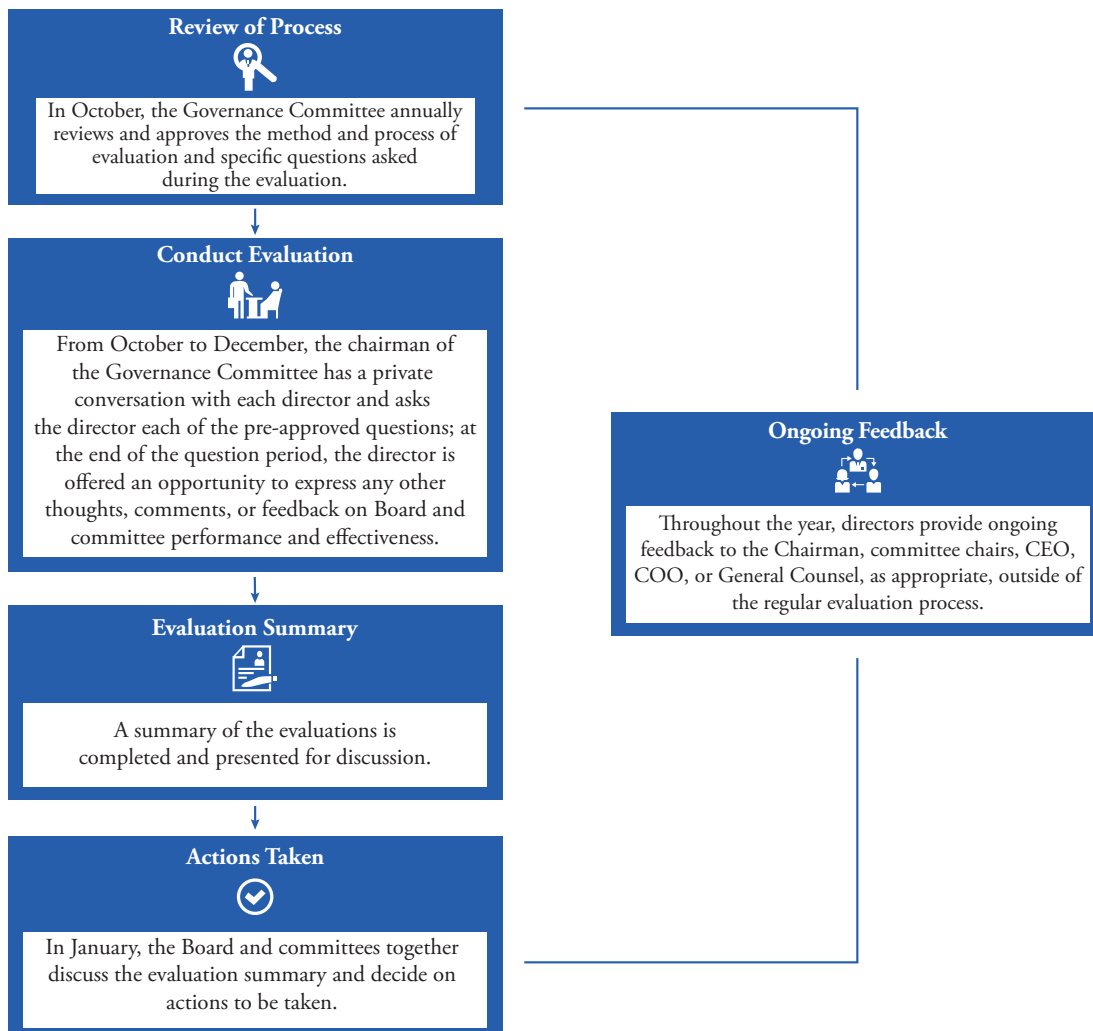 Review of Process
In October, the Governance Committee annually
reviews and approves the method and process of
evaluation and specific questions asked
during the evaluation.
Conduct Evaluation
From October to December, the chairman of
the Governance Committee has a private
conversation with each director and asks
the director each of the pre-approved questions; at
the end of the question period, the director is
offered an opportunity to express any other
thoughts, comments, or feedback on Board and
committee performance and effectiveness.
Evaluation Summary
A summary of the evaluations is
completed and presented for discussion.
Actions Taken
In January, the Board and committees together
discuss the evaluation summary and decide on
actions to be taken.
Ongoing Feedback
Throughout the year, directors provide ongoing
feedback to the Chairman, committee chairs, CEO,
COO, or General Counsel, as appropriate, outside of
the regular evaluation process.